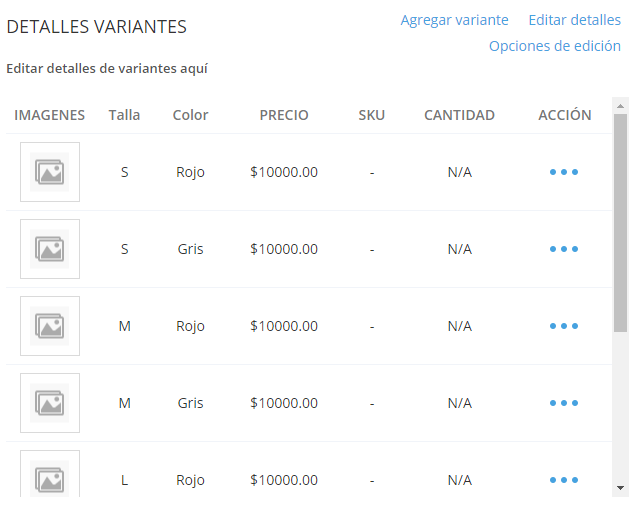 DETALLES VARIANTES
Agregar variante Editar detalles
Opciones de edición
Editar detalles de variantes aquí
IMAGENES Talla Color PRECIO SKU CANTIDAD ACCIÓN
S Rojo $10000.00 - N/A
S Gris $10000.00 - N/A
M Rojo $10000.00 - N/A
M Gris $10000.00 - N/A
L Rojo $10000.00 - N/A